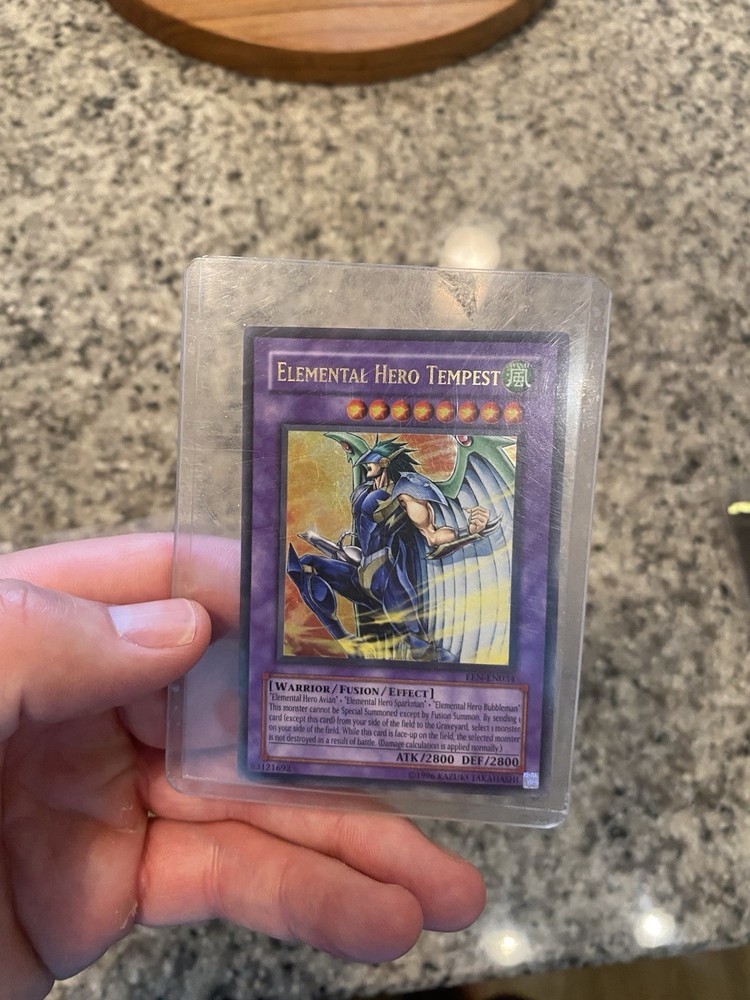 ELEMENTAL HERO TEMPEST
WIND
風
EEN-EN034
[WARRIOR/FUSION/EFFECT]
"Elemental Hero Avian" + "Elemental Hero Sparkman" + "Elemental Hero Bubbleman"
This monster cannot be Special Summoned except by Fusion Summon. By sending 1
card (except this card) from your side of the field to the Graveyard, select 1 monster
on your side of the field. While this card is face-up on the field, the selected monster
is not destroyed as a result of battle. (Damage calculation is applied normally.)
ATK/2800 DEF/2800
©1996 KAZUKI TAKAHASHI